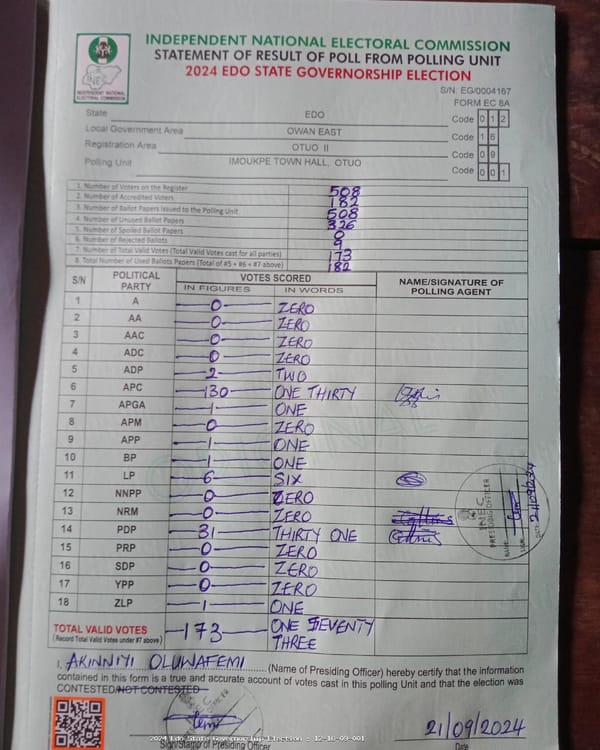 INEC
INDEPENDENT NATIONAL ELECTORAL COMMISSION
INDEPENDENT NATIONAL ELECTORAL COMMISSION
STATEMENT OF RESULT OF POLL FROM POLLING UNIT
2024 EDO STATE GOVERNORSHIP ELECTION
S/N: EG/0004167
FORM EC 8A
State EDO Code 0 1 2
Local Government Area OWAN EAST Code 1 6
Registration Area OTUO II Code 0 9
Polling Unit IMOUKPE TOWN HALL, OTUO Code 0 0 1
1. Number of Voters on the Register 508
2. Number of Accredited Voters 182
3. Number of Ballot Papers Issued to the Polling Unit 508
4. Number of Unused Ballot Papers 326
5. Number of Spoiled Ballot Papers 0
6. Number of Rejected Ballots 9
7. Number of Total Valid Votes (Total Valid Votes cast for all parties) 173
8. Total Number of Used Ballots Papers (Total of #5 + #6 + #7 above) 182
S/N POLITICAL PARTY VOTES SCORED NAME/SIGNATURE OF POLLING AGENT
IN FIGURES IN WORDS
1 A 0 ZERO
2 AA 0 ZERO
3 AAC 0 ZERO
4 ADC 0 ZERO
5 ADP 2 TWO
6 APC 130 ONE THIRTY
7 APGA 1 ONE
8 APM 0 ZERO
9 APP 1 ONE
10 BP 1 ONE
11 LP 6 SIX
12 NNPP 0 ZERO
13 NRM 0 ZERO
14 PDP 31 THIRTY ONE
15 PRP 0 ZERO
16 SDP 0 ZERO
17 YPP 0 ZERO
18 ZLP 1 ONE
INEC
PRESIDING OFFICER
NAME
SIGN
DATE 21/09/2024
TOTAL VALID VOTES 173 ONE SEVENTY THREE
(Record Total Valid Votes under #7 above)
I, AKINNIYI OLUWAFEMI (Name of Presiding Officer) hereby certify that the information
contained in this form is a true and accurate account of votes cast in this polling Unit and that the election was
CONTESTED/NOT CONTESTED
21/09/2024
2024 Edo State Governorship Election : 12-16-09-001
Sign/Stamp of Presiding Officer Date